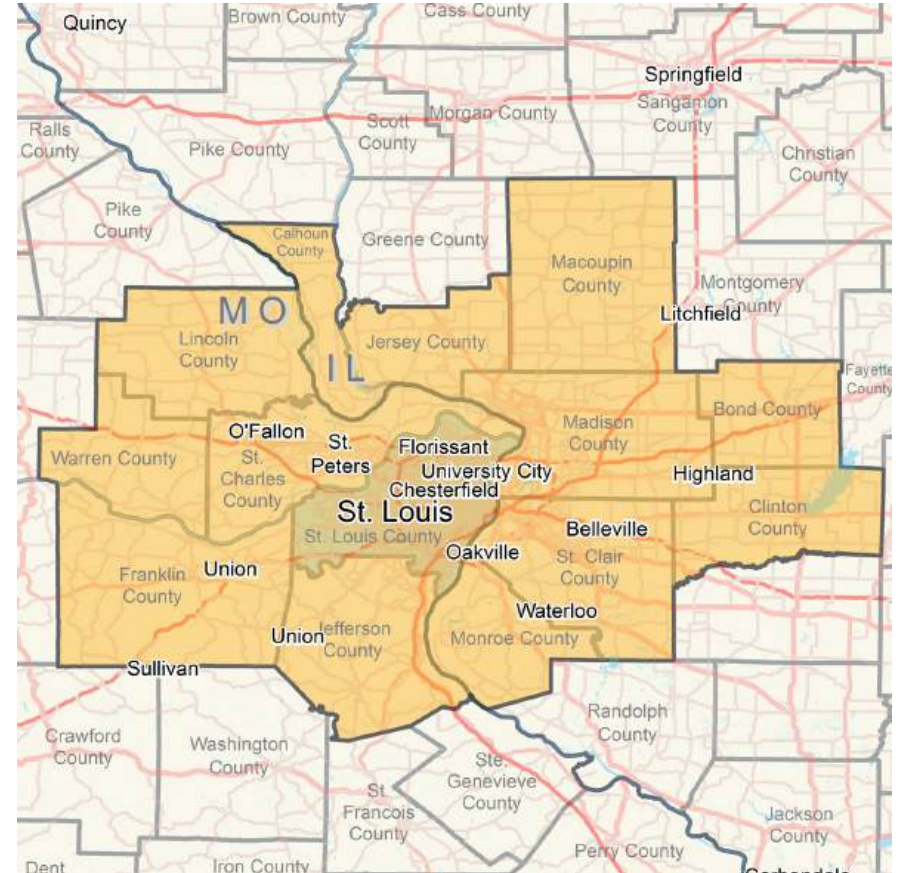 Quincy
Brown County
Cass County
Springfield
Sangamon
County
Ralls
County
Pike County
Scott
County
Morgan County
Christian
County
Pike
County
Calhoun
County
Greene County
Macoupin
County
Montgomery
County
Litchfield
MO
Lincoln
County
IL
Jersey County
Fayette
County
O'Fallon
St.
Peters
Florissant
Madison
County
Bond County
Warren County
St.
Charles
County
University City
Chesterfield
Highland
St. Louis
St. Louis County
Clinton
County
Belleville
Oakville
St. Clair
County
Franklin
County
Union
Waterloo
Union
Jefferson
County
Monroe County
Sullivan
Crawford
County
Washington
County
Randolph
County
Ste.
Genevieve
County
St.
Francois
County
Jackson
County
Perry County
Dent
Iron County
Carbondale